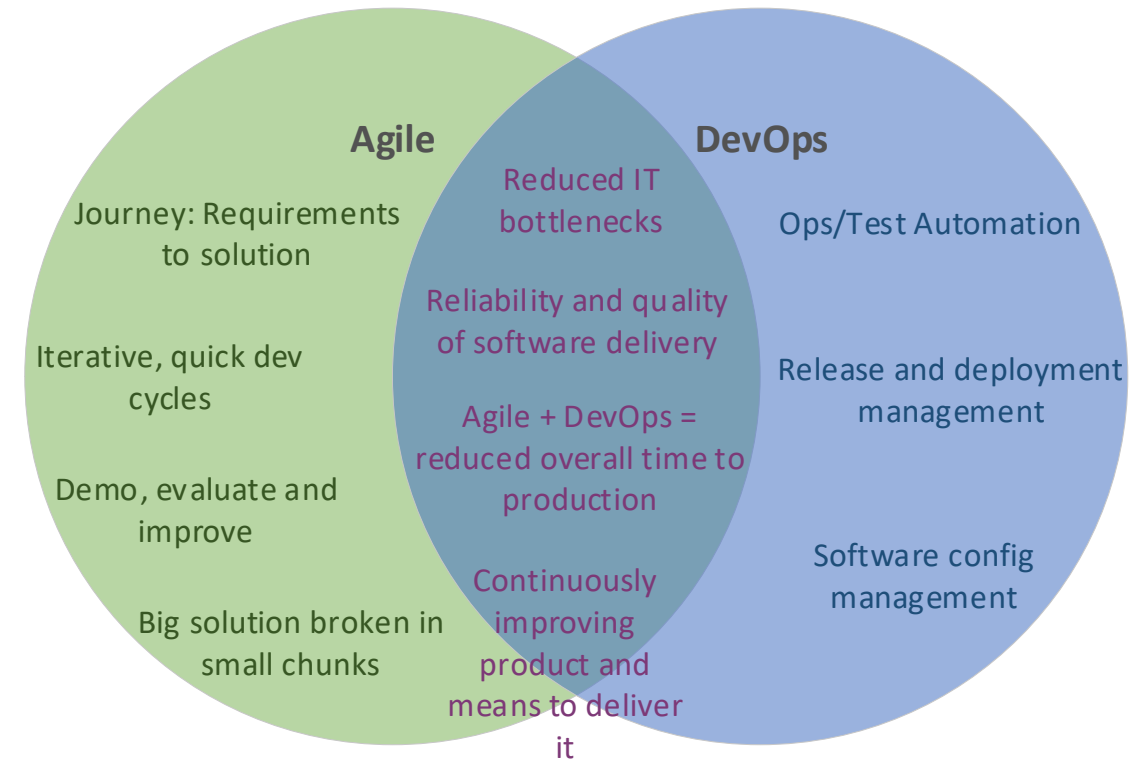 Agile
Journey: Requirements
to solution
Iterative, quick dev
cycles
Demo, evaluate and
improve
Big solution broken in
small chunks
Reduced IT
bottlenecks
Reliability and quality
of software delivery
Agile + DevOps =
reduced overall time to
production
Continuously
improving
product and
means to deliver
it
DevOps
Ops/Test Automation
Release and deployment
management
Software config
management